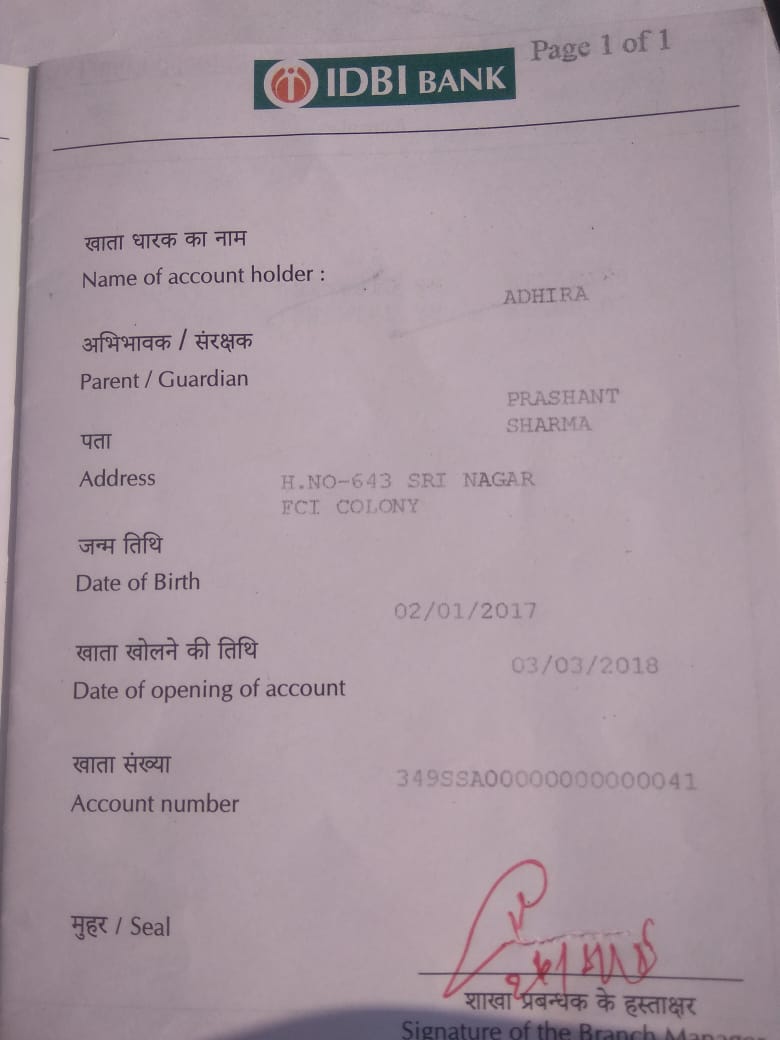 Page 1 of 1
IDBI BANK
खाता धारक का नाम
Name of account holder :
ADHIRA
अभिभावक / संरक्षक
Parent / Guardian
PRASHANT
SHARMA
पता
Address
H.NO-643 SRI NAGAR
FCI COLONY
जन्म तिथि
Date of Birth
02/01/2017
खाता खोलने की तिथि
03/03/2018
Date of opening of account
खाता संख्या
349SSA00000000000041
Account number
मुहर / Seal
शाखा प्रबन्धक के हस्ताक्षर
Signature of the Branch Manager